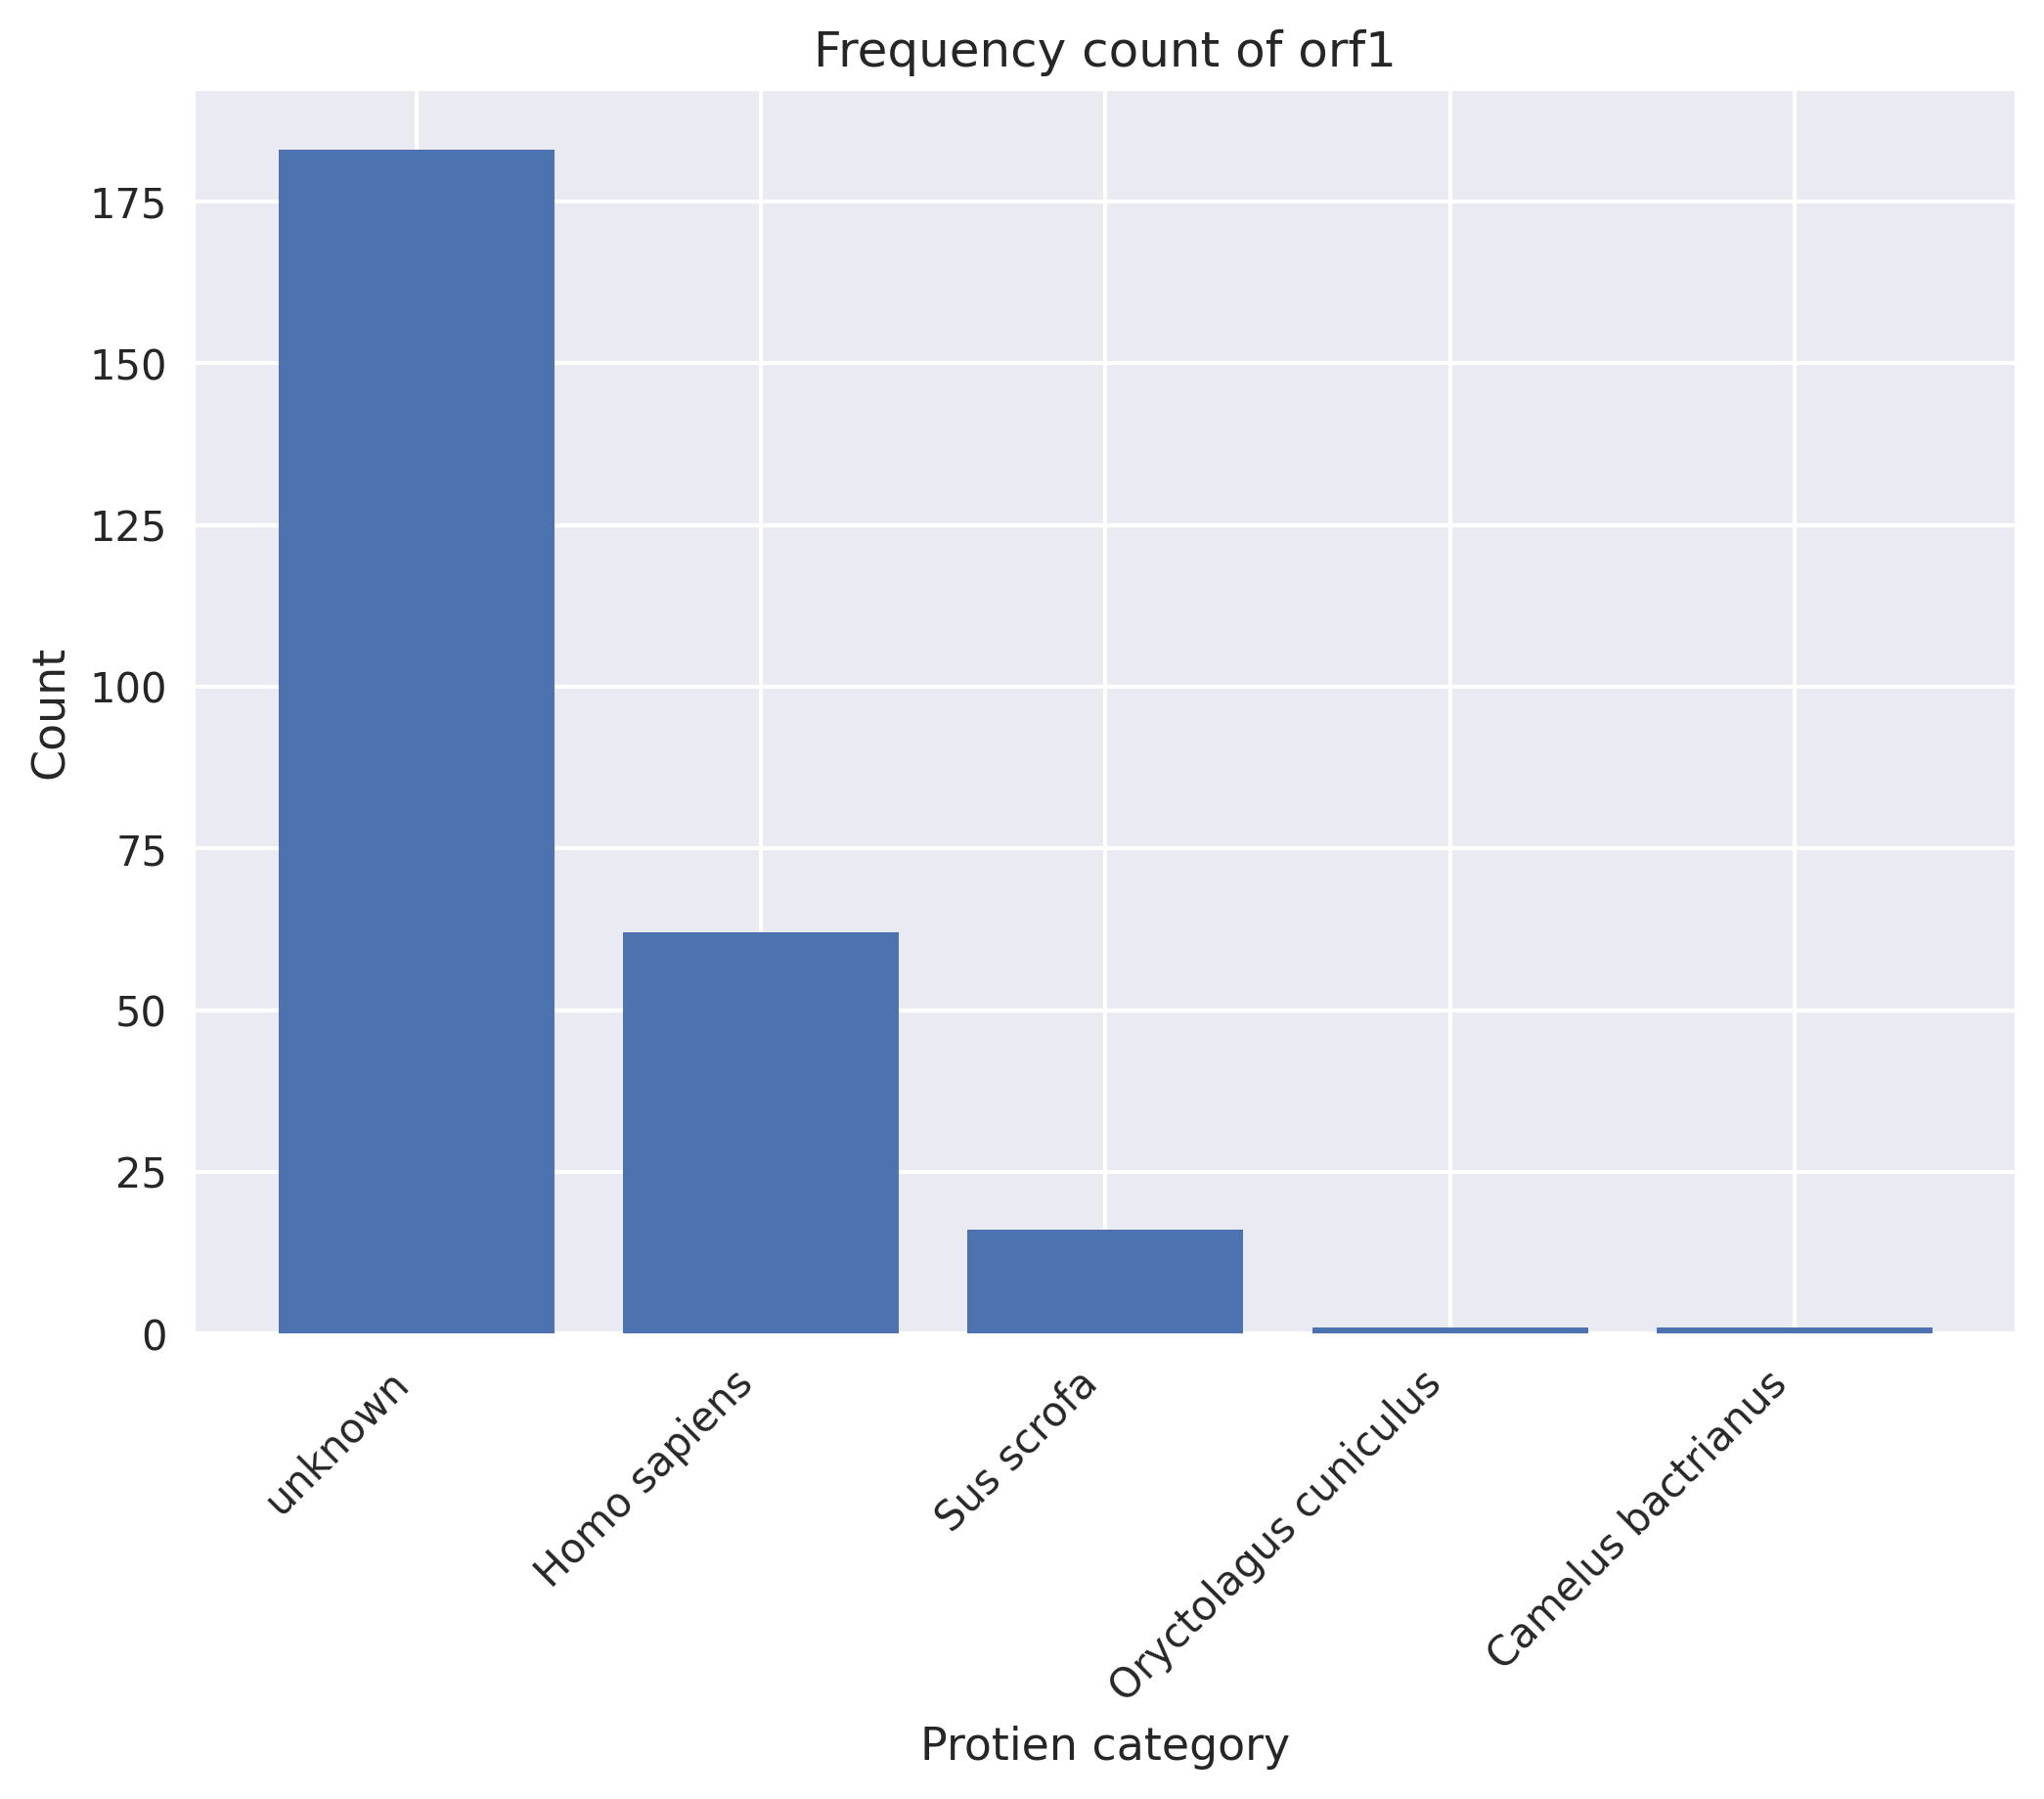 Frequency count of orf1
Count
175
150
125
100
75
50
25
0
unknown
Homo sapiens
Sus scrofa
Oryctolagus cuniculus
Camelus bactrianus
Protien category